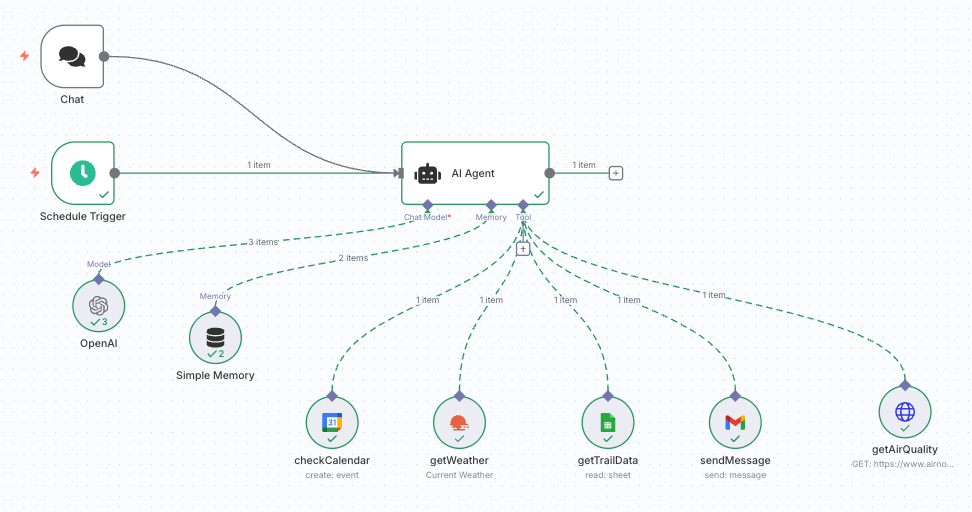 Chat
1 item
AI Agent
1 item
Schedule Trigger
Chat Model*
Memory
Tool
3 items
2 items
Model
Memory
+
+
1 item
1 item
1 item
1 item
1 item
3
OpenAI
2
Simple Memory
31
checkCalendar
create: event
getWeather
Current Weather
getTrailData
read: sheet
sendMessage
send: message
getAirQuality
GET: https://www.airno...